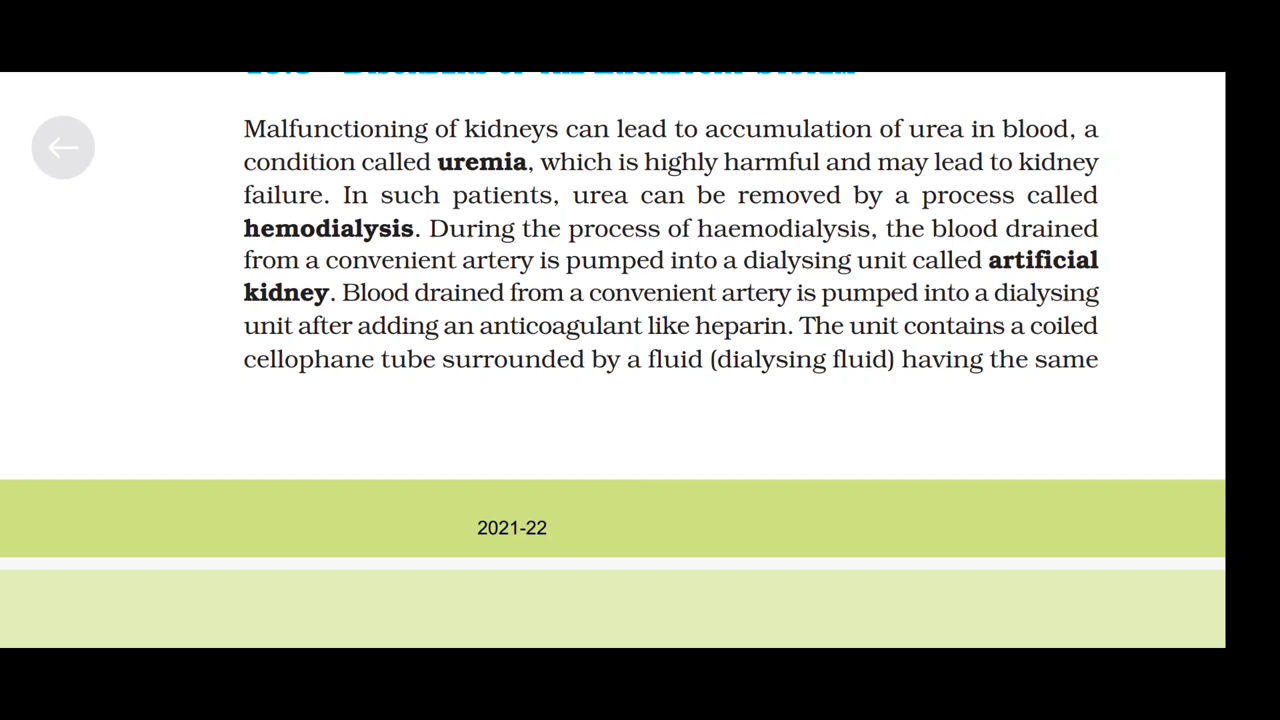 Malfunctioning of kidneys can lead to accumulation of urea in blood, a
condition called uremia, which is highly harmful and may lead to kidney
failure. In such patients, urea can be removed by a process called
hemodialysis. During the process of haemodialysis, the blood drained
from a convenient artery is pumped into a dialysing unit called artificial
kidney. Blood drained from a convenient artery is pumped into a dialysing
unit after adding an anticoagulant like heparin. The unit contains a coiled
cellophane tube surrounded by a fluid (dialysing fluid) having the same
2021-22